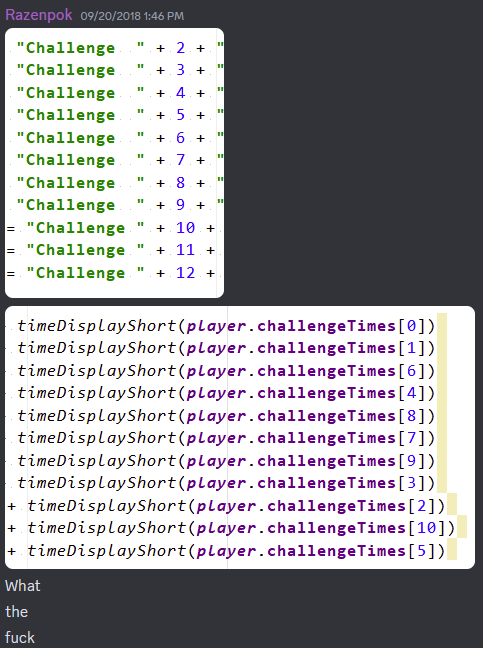 Razenpok 09/20/2018 1:46 PM
"Challenge  " + 2 + "
"Challenge  " + 3 + "
"Challenge  " + 4 + "
"Challenge  " + 5 + "
"Challenge  " + 6 + "
"Challenge  " + 7 + "
"Challenge  " + 8 + "
"Challenge  " + 9 + "
= "Challenge " + 10 +
= "Challenge " + 11 +
= "Challenge " + 12 +
timeDisplayShort(player.challengeTimes[0])
timeDisplayShort(player.challengeTimes[1])
timeDisplayShort(player.challengeTimes[6])
timeDisplayShort(player.challengeTimes[4])
timeDisplayShort(player.challengeTimes[8])
timeDisplayShort(player.challengeTimes[7])
timeDisplayShort(player.challengeTimes[9])
timeDisplayShort(player.challengeTimes[3])
+ timeDisplayShort(player.challengeTimes[2])
+ timeDisplayShort(player.challengeTimes[10])
+ timeDisplayShort(player.challengeTimes[5])
What
the
fuck